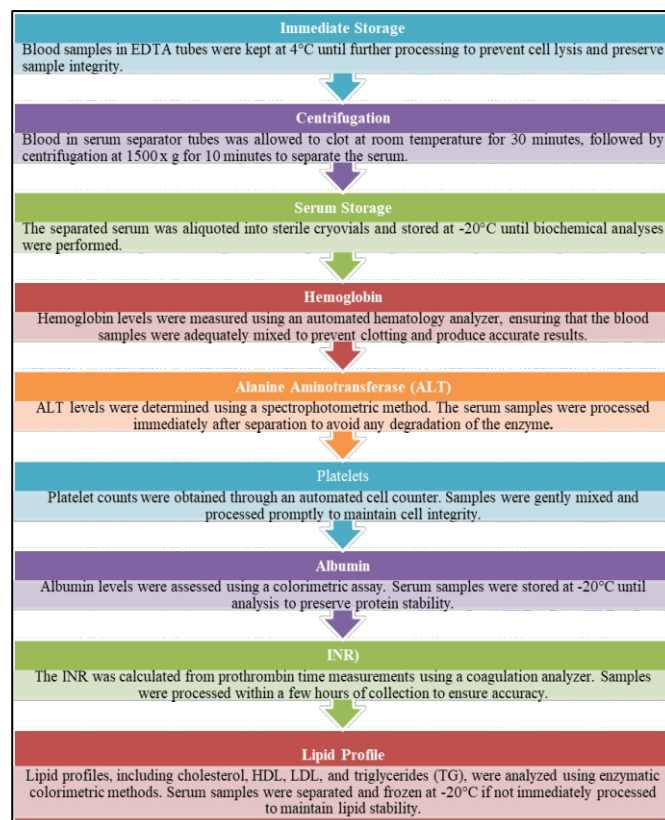 Immediate Storage
Blood samples in EDTA tubes were kept at 4°C until further processing to prevent cell lysis and preserve
sample integrity.
Centrifugation
Blood in serum separator tubes was allowed to clot at room temperature for 30 minutes, followed by
centrifugation at 1500 x g for 10 minutes to separate the serum.
Serum Storage
The separated serum was aliquoted into sterile cryovials and stored at -20°C until biochemical analyses
were performed.
Hemoglobin
Hemoglobin levels were measured using an automated hematology analyzer, ensuring that the blood
samples were adequately mixed to prevent clotting and produce accurate results.
Alanine Aminotransferase (ALT)
ALT levels were determined using a spectrophotometric method. The serum samples were processed
immediately after separation to avoid any degradation of the enzyme.
Platelets
Platelet counts were obtained through an automated cell counter. Samples were gently mixed and
processed promptly to maintain cell integrity.
Albumin
Albumin levels were assessed using a colorimetric assay. Serum samples were stored at -20°C until
analysis to preserve protein stability.
INR)
The INR was calculated from prothrombin time measurements using a coagulation analyzer. Samples
were processed within a few hours of collection to ensure accuracy.
Lipid Profile
Lipid profiles, including cholesterol, HDL, LDL, and triglycerides (TG), were analyzed using enzymatic
colorimetric methods. Serum samples were separated and frozen at -20°C if not immediately processed
to maintain lipid stability.